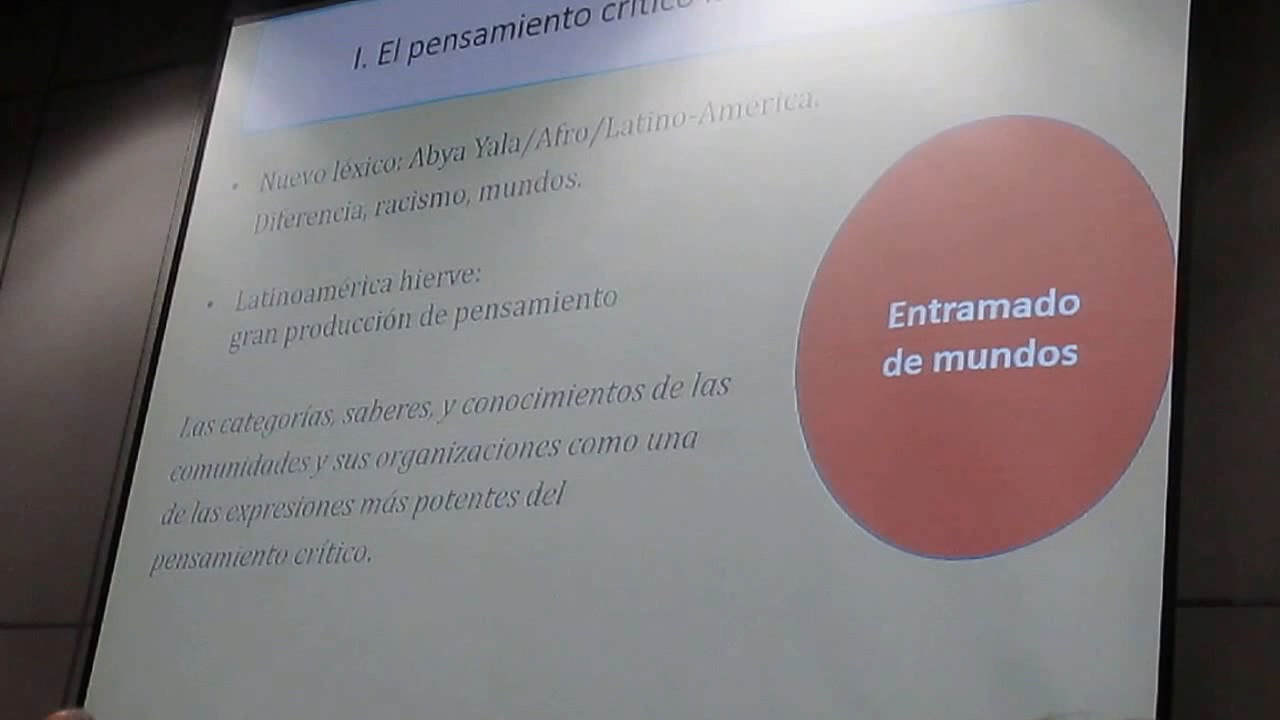 I. El pensamiento crítico
• Nuevo léxico: Abya Yala/Afro/Latino-América.
Diferencia, racismo, mundos.
• Latinoamérica hierve:
gran producción de pensamiento
Las categorías, saberes, y conocimientos de las
comunidades y sus organizaciones como una
de las expresiones más potentes del
pensamiento crítico.
Entramado
de mundos